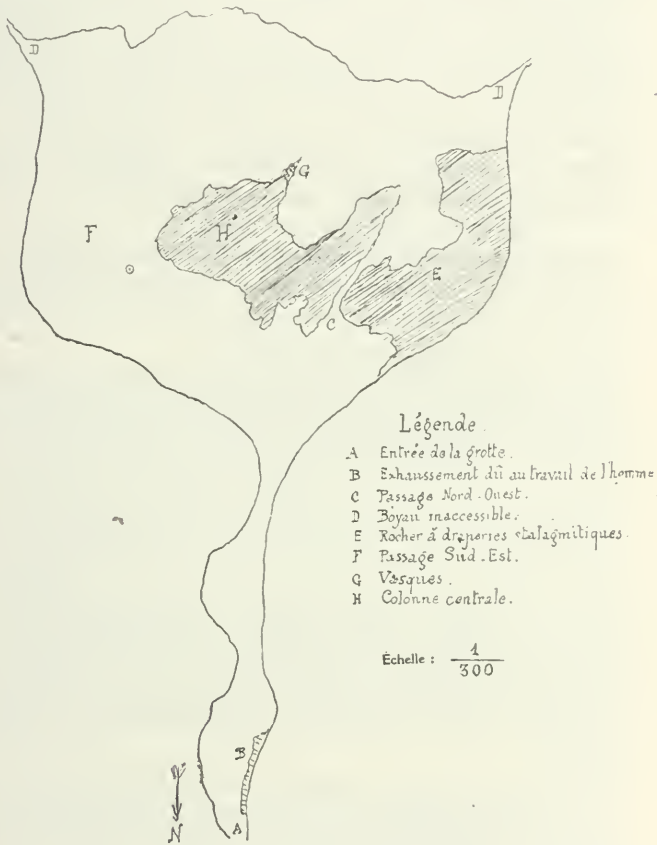 D
D
G
F
H
E
C
Légende.
A Entrée de la grotte.
B Exhaussement dû au travail de l'homme
C Passage Nord-Ouest.
D Boyau inaccessible.
E Rocher à draperies stalagmitiques.
F Passage Sud-Est.
G Vasques.
H Colonne centrale.
Échelle : 1/300
B
A
N